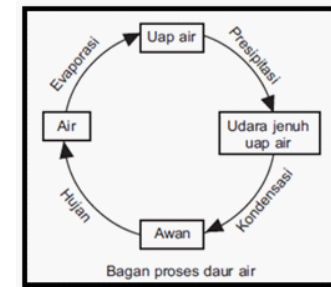 Uap air
Evaporasi
Presipitasi
Air
Udara jenuh
uap air
Hujan
Kondensasi
Awan
Bagan proses daur air